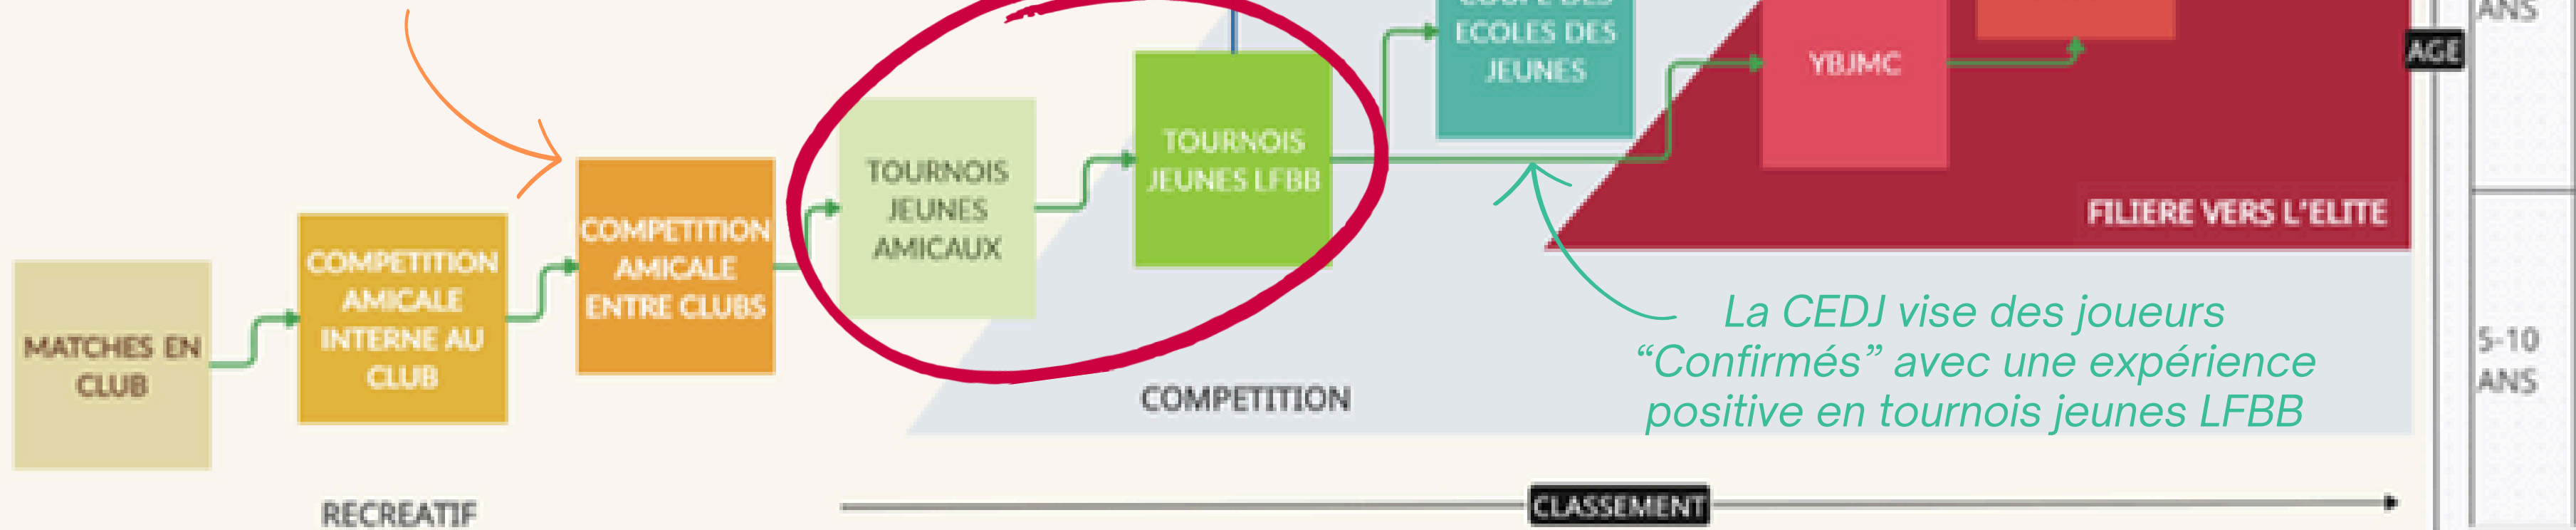 MATCHES EN
CLUB
COMPETITION
AMICALE
INTERNE AU
CLUB
COMPETITION
AMICALE
ENTRE CLUBS
TOURNOIS
JEUNES
AMICAUX
TOURNOIS
JEUNES LFBB
COUPE DES
ECOLES DES
JEUNES
YBJMC
FILIERE VERS L'ELITE
AGE
ANS
5-10
ANS
La CEDJ vise des joueurs
“Confirmés” avec une expérience
positive en tournois jeunes LFBB
COMPETITION
RECREATIF
CLASSEMENT